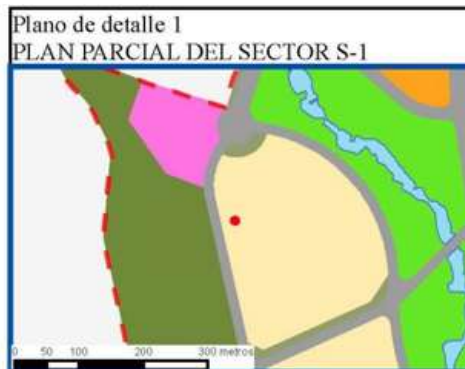 Plano de detalle 1
PLAN PARCIAL DEL SECTOR S-1
0 50 100 200 300 metros